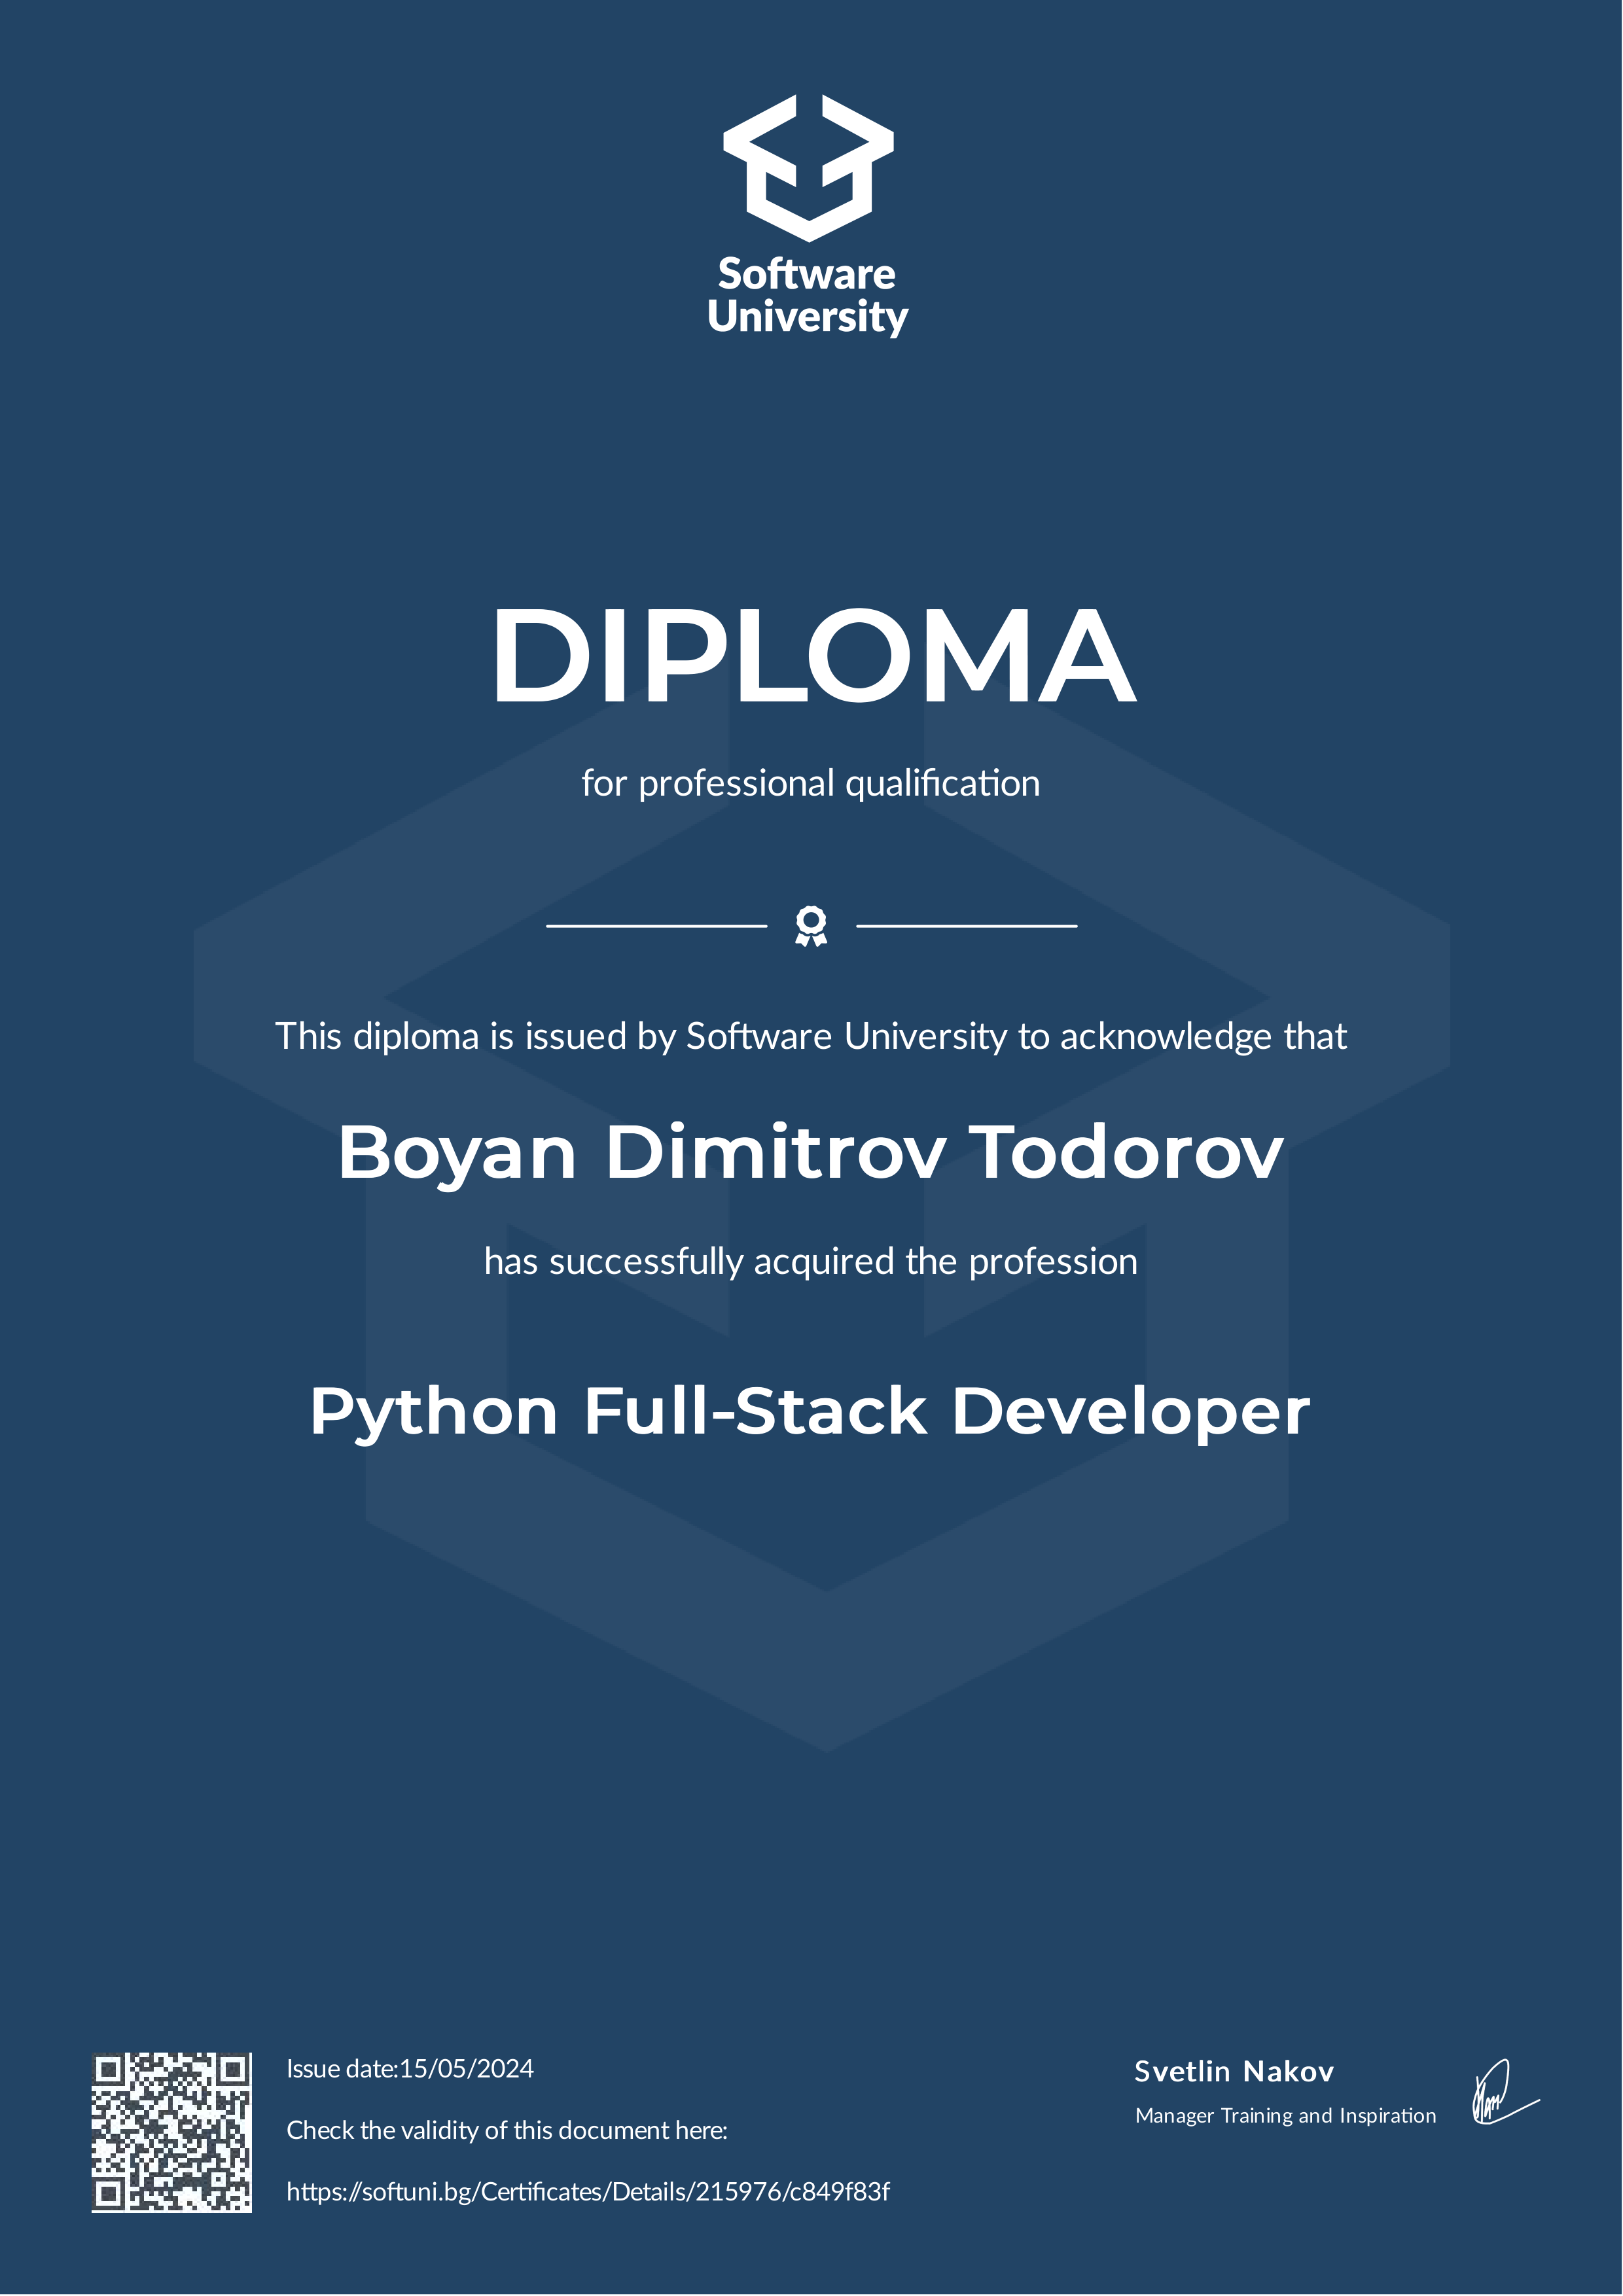 Software
University
DIPLOMA
for professional qualification
This diploma is issued by Software University to acknowledge that
Boyan Dimitrov Todorov
has successfully acquired the profession
Python Full-Stack Developer
Issue date:15/05/2024
Check the validity of this document here:
https://softuni.bg/Certificates/Details/215976/c849f83f
Svetlin Nakov
Manager Training and Inspiration